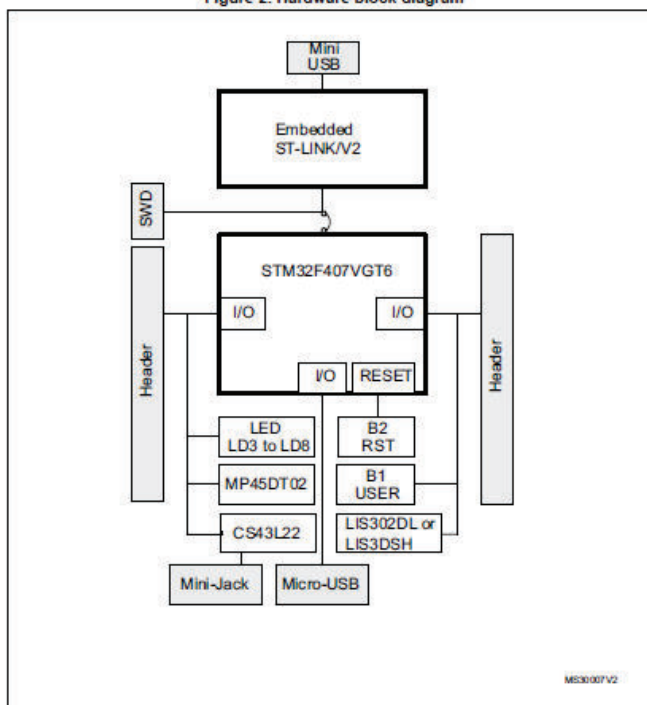 Figure 2. Hardware block diagram
Mini
USB
Embedded
ST-LINK/V2
SWD
STM32F407VGT6
I/O
I/O
Header
Header
I/O
RESET
LED
LD3 to LD8
B2
RST
MP45DT02
B1
USER
CS43L22
LIS302DL or
LIS3DSH
Mini-Jack
Micro-USB
MS30007V2